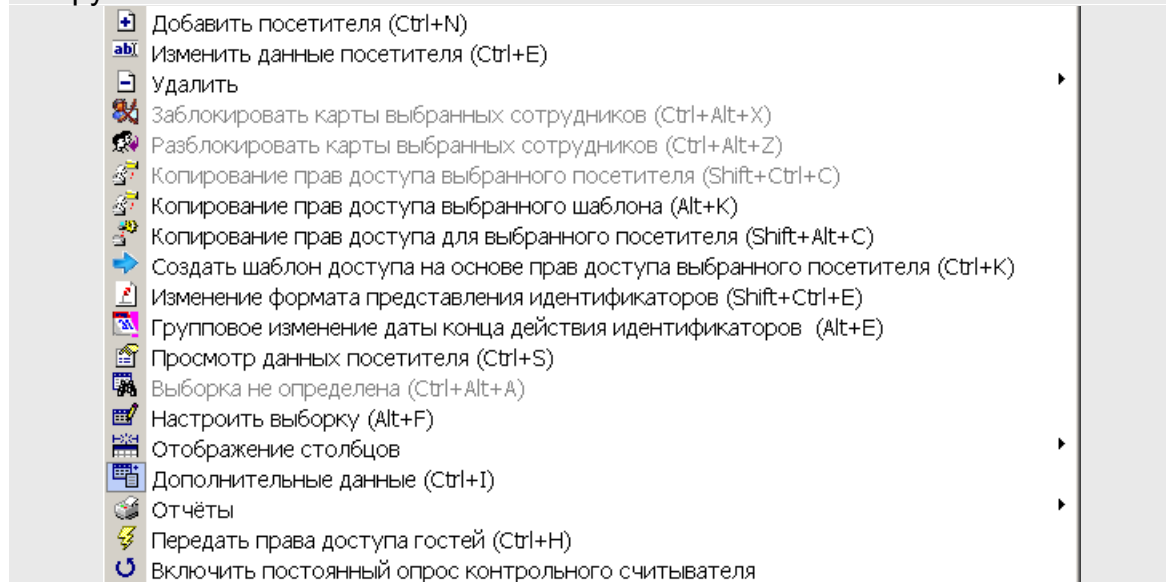 Добавить посетителя (Ctrl+N)
Изменить данные посетителя (Ctrl+E)
Удалить
Заблокировать карты выбранных сотрудников (Ctrl+Alt+X)
Разблокировать карты выбранных сотрудников (Ctrl+Alt+Z)
Копирование прав доступа выбранного посетителя (Shift+Ctrl+C)
Копирование прав доступа выбранного шаблона (Alt+K)
Копирование прав доступа для выбранного посетителя (Shift+Alt+C)
Создать шаблон доступа на основе прав доступа выбранного посетителя (Ctrl+K)
Изменение формата представления идентификаторов (Shift+Ctrl+E)
Групповое изменение даты конца действия идентификаторов (Alt+E)
Просмотр данных посетителя (Ctrl+S)
Выборка не определена (Ctrl+Alt+A)
Настроить выборку (Alt+F)
Отображение столбцов
Дополнительные данные (Ctrl+I)
Отчёты
Передать права доступа гостей (Ctrl+H)
Включить постоянный опрос контрольного считывателя